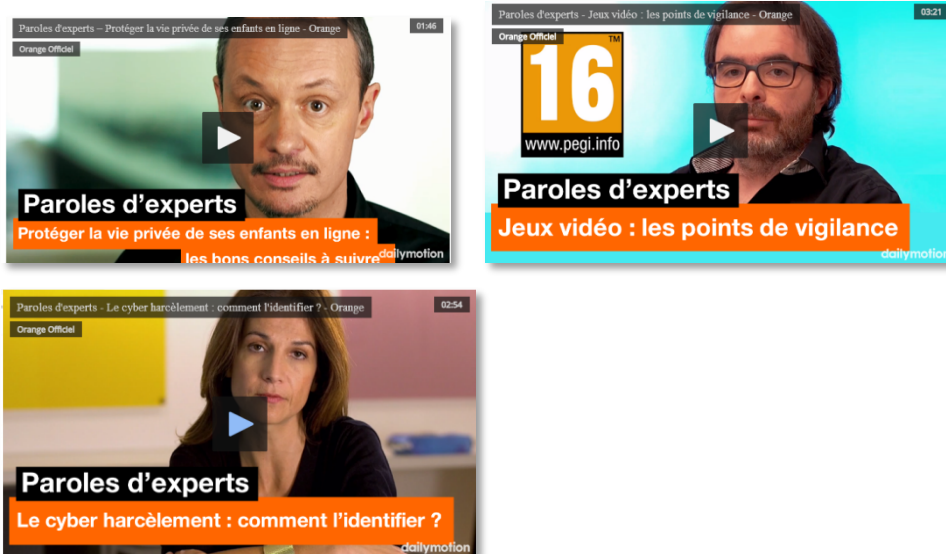 Paroles d'experts – Protéger la vie privée de ses enfants en ligne - Orange
01:46
Orange Officiel
Paroles d'experts
Protéger la vie privée de ses enfants en ligne :
les bons conseils à suivre
dailymotion
Paroles d'experts - Jeux vidéo : les points de vigilance - Orange
03:21
Orange Officiel
16
TM
www.pegi.info
Paroles d'experts
Jeux vidéo : les points de vigilance
dailymotion
Paroles d'experts - Le cyber harcèlement : comment l'identifier ? - Orange
02:54
Orange Officiel
Paroles d'experts
Le cyber harcèlement : comment l'identifier ?
dailymotion